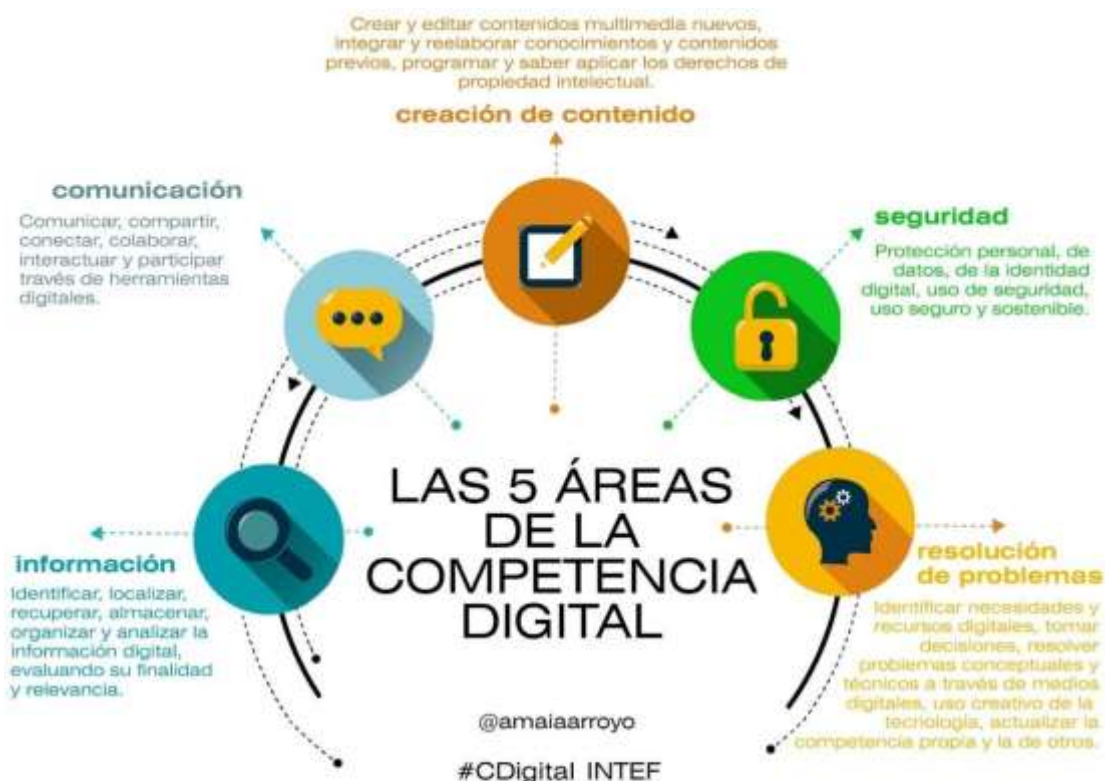 Crear y editar contenidos multimedia nuevos,
integrar y reelaborar conocimientos y contenidos
previos, programar y saber aplicar los derechos de
propiedad intelectual.
creación de contenido
comunicación
Comunicar, compartir,
conectar, colaborar,
interactuar y participar
través de herramientas
digitales.
seguridad
Protección personal, de
datos, de la identidad
digital, uso de seguridad,
uso seguro y sostenible.
información
Identificar, localizar,
recuperar, almacenar,
organizar y analizar la
información digital,
evaluando su finalidad
y relevancia.
LAS 5 ÁREAS
DE LA
COMPETENCIA
DIGITAL
resolución
de problemas
Identificar necesidades y
recursos digitales, tomar
decisiones, resolver
problemas conceptuales y
técnicos a través de medios
digitales, uso creativo de la
tecnología, actualizar la
competencia propia y la de otros.
@amaiaarroyo
#CDigital_INTEF